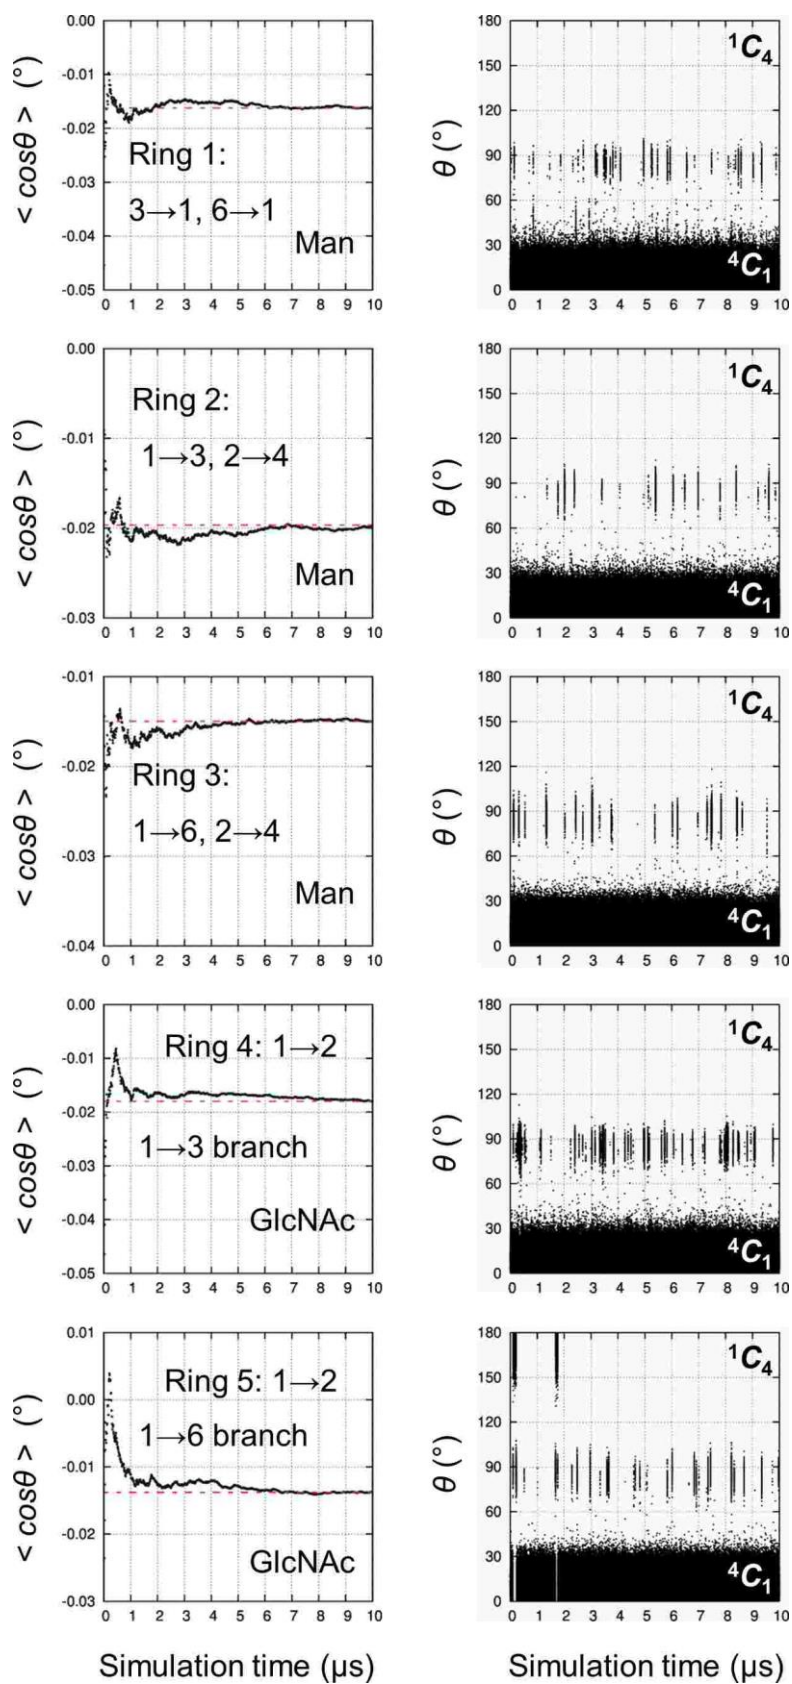 < cosθ > (°)
0.00
-0.01
-0.02
-0.03
-0.04
-0.05
Ring 1:
3→1, 6→1
Man
0 1 2 3 4 5 6 7 8 9 10
θ (°)
180
150
120
90
60
30
0
¹C₄
⁴C₁
0 1 2 3 4 5 6 7 8 9 10
< cosθ > (°)
0.00
-0.01
-0.02
-0.03
Ring 2:
1→3, 2→4
Man
0 1 2 3 4 5 6 7 8 9 10
θ (°)
180
150
120
90
60
30
0
¹C₄
⁴C₁
0 1 2 3 4 5 6 7 8 9 10
< cosθ > (°)
-0.01
-0.02
-0.03
-0.04
Ring 3:
1→6, 2→4
Man
0 1 2 3 4 5 6 7 8 9 10
θ (°)
180
150
120
90
60
30
0
¹C₄
⁴C₁
0 1 2 3 4 5 6 7 8 9 10
< cosθ > (°)
0.00
-0.01
-0.02
-0.03
-0.04
-0.05
Ring 4: 1→2
1→3 branch
GlcNAc
0 1 2 3 4 5 6 7 8 9 10
θ (°)
180
150
120
90
60
30
0
¹C₄
⁴C₁
0 1 2 3 4 5 6 7 8 9 10
< cosθ > (°)
0.01
0.00
-0.01
-0.02
-0.03
Ring 5: 1→2
1→6 branch
GlcNAc
0 1 2 3 4 5 6 7 8 9 10
θ (°)
180
150
120
90
60
30
0
¹C₄
⁴C₁
0 1 2 3 4 5 6 7 8 9 10
Simulation time (μs)
Simulation time (μs)